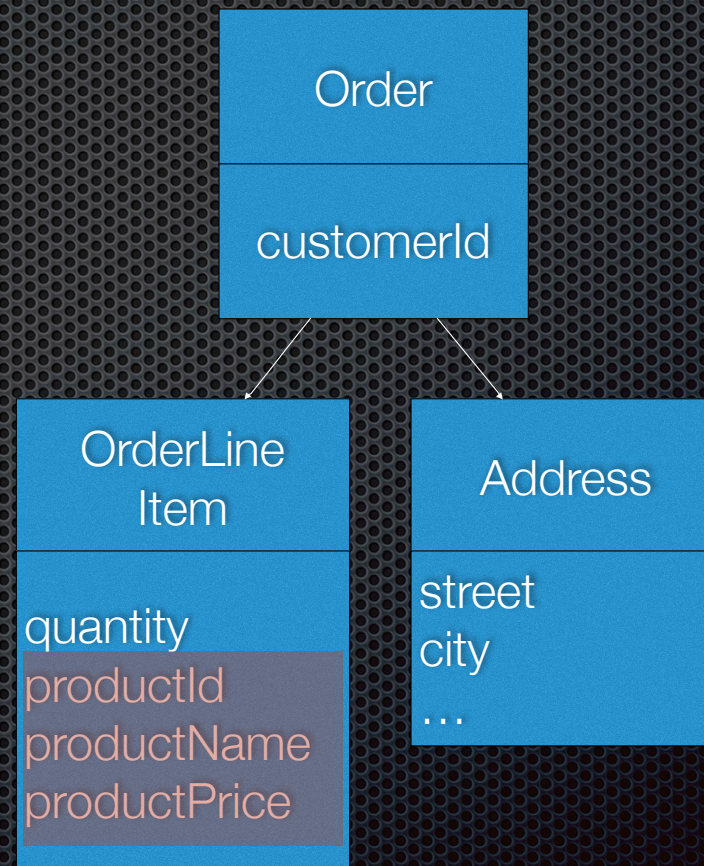 Order
customerId
OrderLine
Item
quantity
productId
productName
productPrice
Address
street
city
…